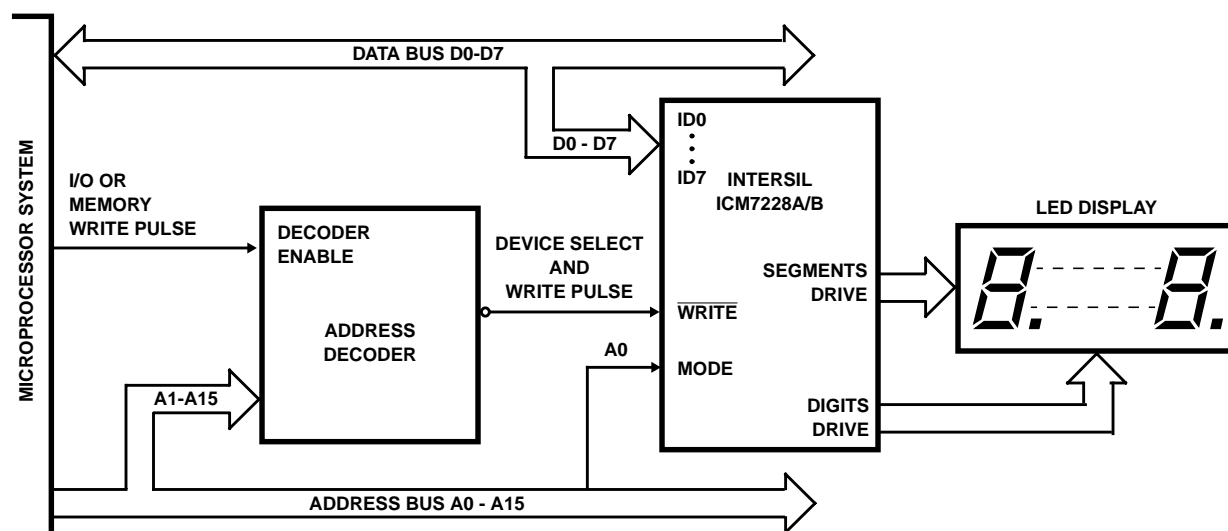 MICROPROCESSOR SYSTEM
DATA BUS D0-D7
D0 - D7
I/O OR
MEMORY
WRITE PULSE
DECODER
ENABLE
ADDRESS
DECODER
DEVICE SELECT
AND
WRITE PULSE
A0
A1-A15
ADDRESS BUS A0 - A15
ID0
ID7
INTERSIL
ICM7228A/B
SEGMENTS
DRIVE
WRITE
MODE
DIGITS
DRIVE
LED DISPLAY
8. 8.